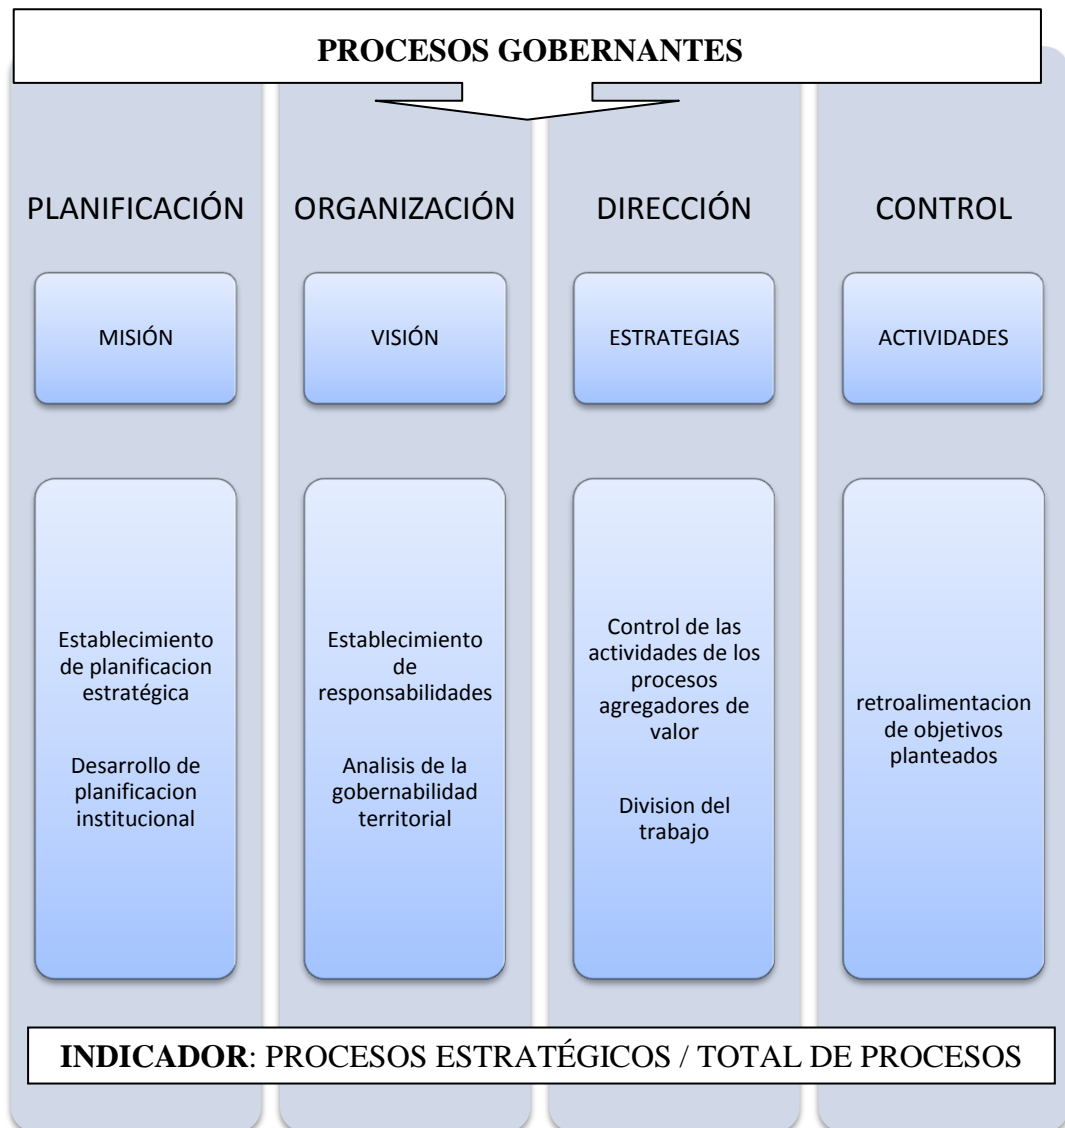 PROCESOS GOBERNANTES
PLANIFICACIÓN
MISIÓN
Establecimiento
de planificacion
estratégica
Desarrollo de
planificacion
institucional
ORGANIZACIÓN
VISIÓN
Establecimiento
de
responsabilidades
Analisis de la
gobernabilidad
territorial
DIRECCIÓN
ESTRATEGIAS
Control de las
actividades de los
procesos
agregadores de
valor
Division del
trabajo
CONTROL
ACTIVIDADES
retroalimentacion
de objetivos
planteados
INDICADOR: PROCESOS ESTRATÉGICOS / TOTAL DE PROCESOS